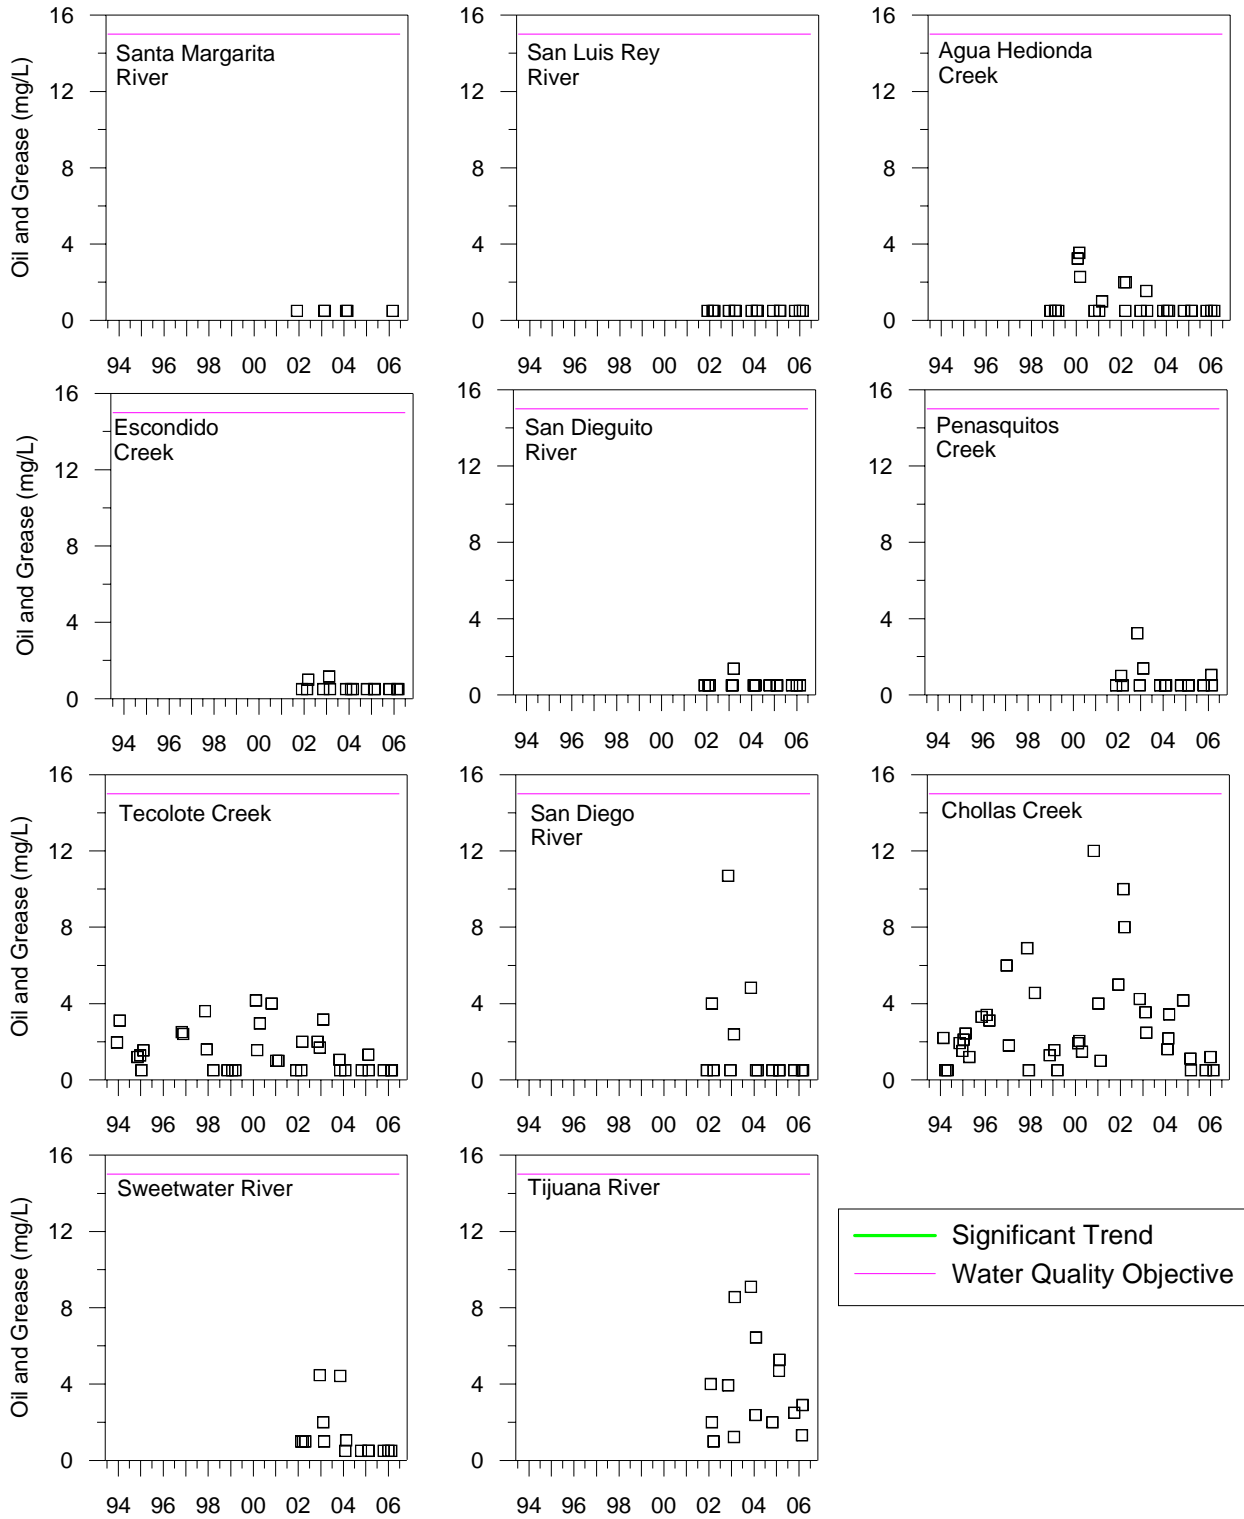 16
12
8
4
0
Oil and Grease (mg/L)
Santa Margarita
River
94 96 98 00 02 04 06
16
12
8
4
0
San Luis Rey
River
94 96 98 00 02 04 06
16
12
8
4
0
Agua Hedionda
Creek
94 96 98 00 02 04 06
16
12
8
4
0
Oil and Grease (mg/L)
Escondido
Creek
94 96 98 00 02 04 06
16
12
8
4
0
San Dieguito
River
94 96 98 00 02 04 06
16
12
8
4
0
Penasquitos
Creek
94 96 98 00 02 04 06
16
12
8
4
0
Oil and Grease (mg/L)
Tecolote Creek
94 96 98 00 02 04 06
16
12
8
4
0
San Diego
River
94 96 98 00 02 04 06
16
12
8
4
0
Chollas Creek
94 96 98 00 02 04 06
16
12
8
4
0
Oil and Grease (mg/L)
Sweetwater River
94 96 98 00 02 04 06
16
12
8
4
0
Tijuana River
94 96 98 00 02 04 06
Significant Trend
Water Quality Objective